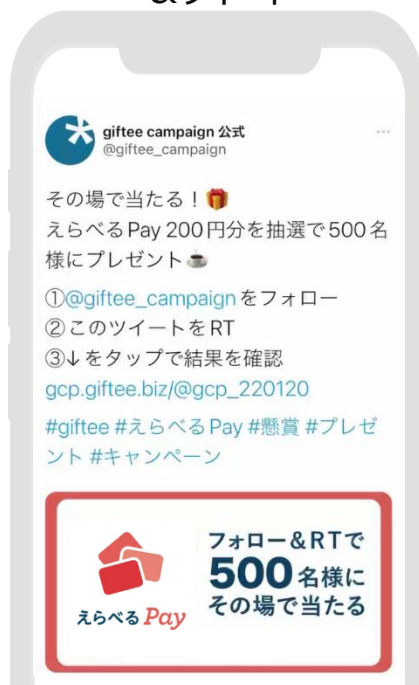 giftee campaign 公式
@giftee_campaign
その場で当たる！🎁
えらべるPay 200円分を抽選で500名
様にプレゼント☕
①@giftee_campaignをフォロー
②このツイートをRT
③↓をタップで結果を確認
gcp.giftee.biz/@gcp_220120
#giftee #えらべるPay #懸賞 #プレゼ
ント #キャンペーン
フォロー&RTで
500名様に
その場で当たる
えらべる Pay